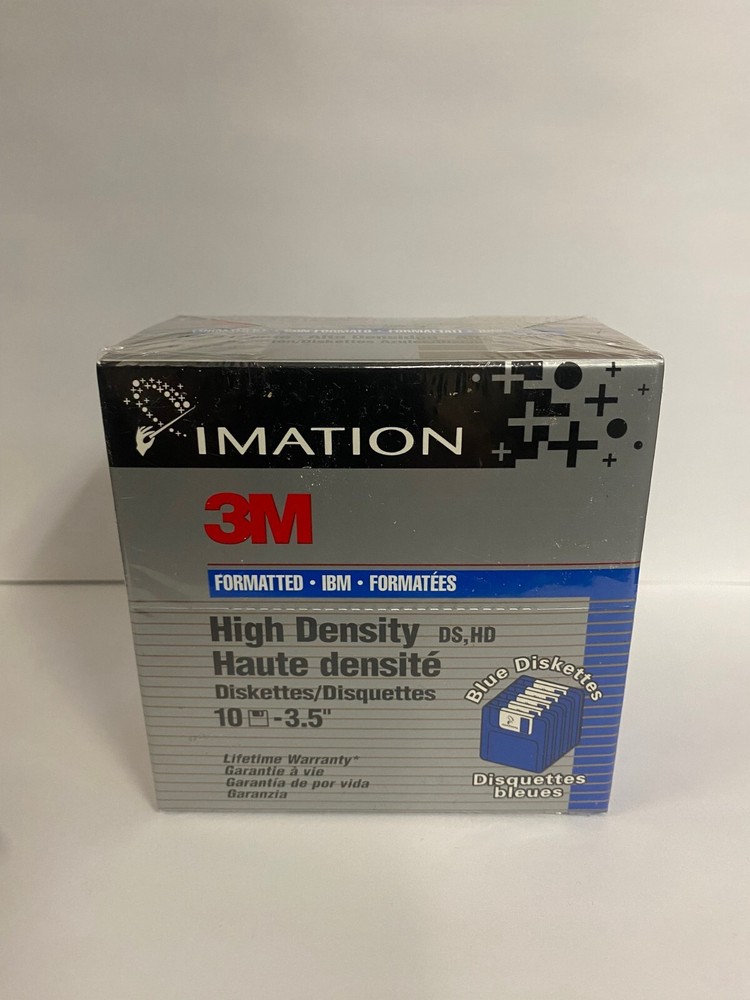 IMATION
3M
FORMATTED • IBM • FORMATÉES
High Density DS,HD
Haute densité
Diskettes/Disquettes
10 -3.5"
Blue Diskettes
Disquettes
bleues
Lifetime Warranty*
Garantie à vie
Garantía de por vida
Garanzia